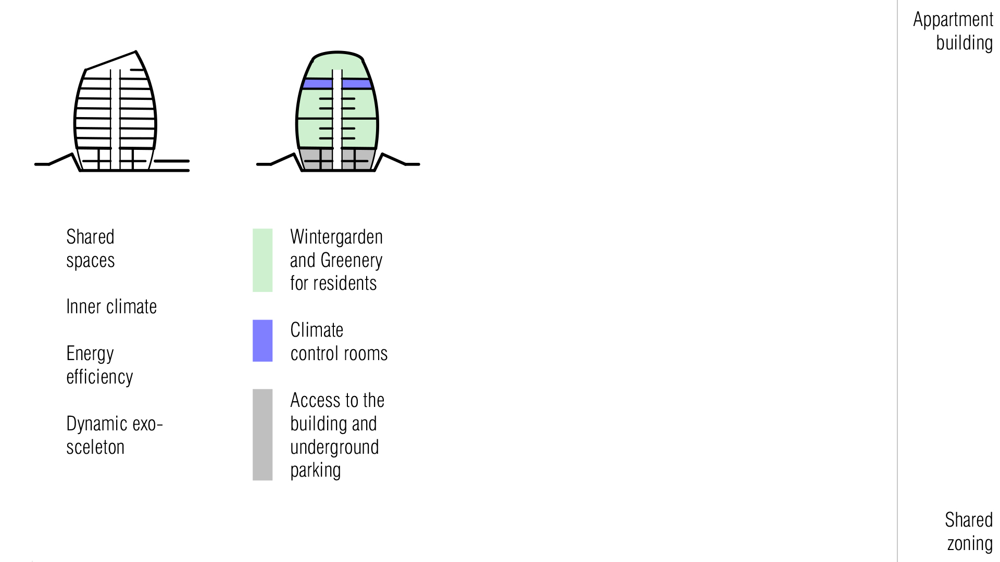 Appartment
building
Shared
spaces
Inner climate
Energy
efficiency
Dynamic exo-
sceleton
Wintergarden
and Greenery
for residents
Climate
control rooms
Access to the
building and
underground
parking
Shared
zoning